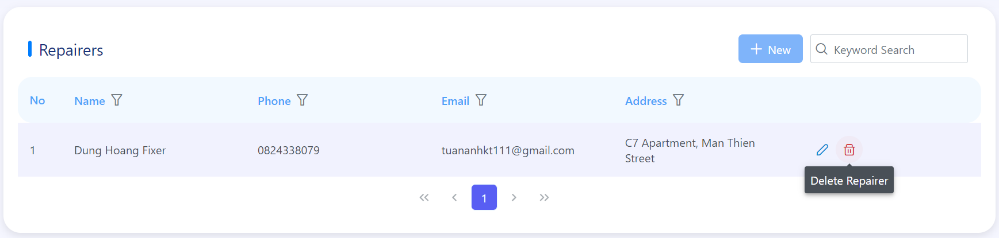 Repairers
New
Keyword Search
No
Name
Phone
Email
Address
1
Dung Hoang Fixer
0824338079
tuananhkt111@gmail.com
C7 Apartment, Man Thien
Street
Delete Repairer
1